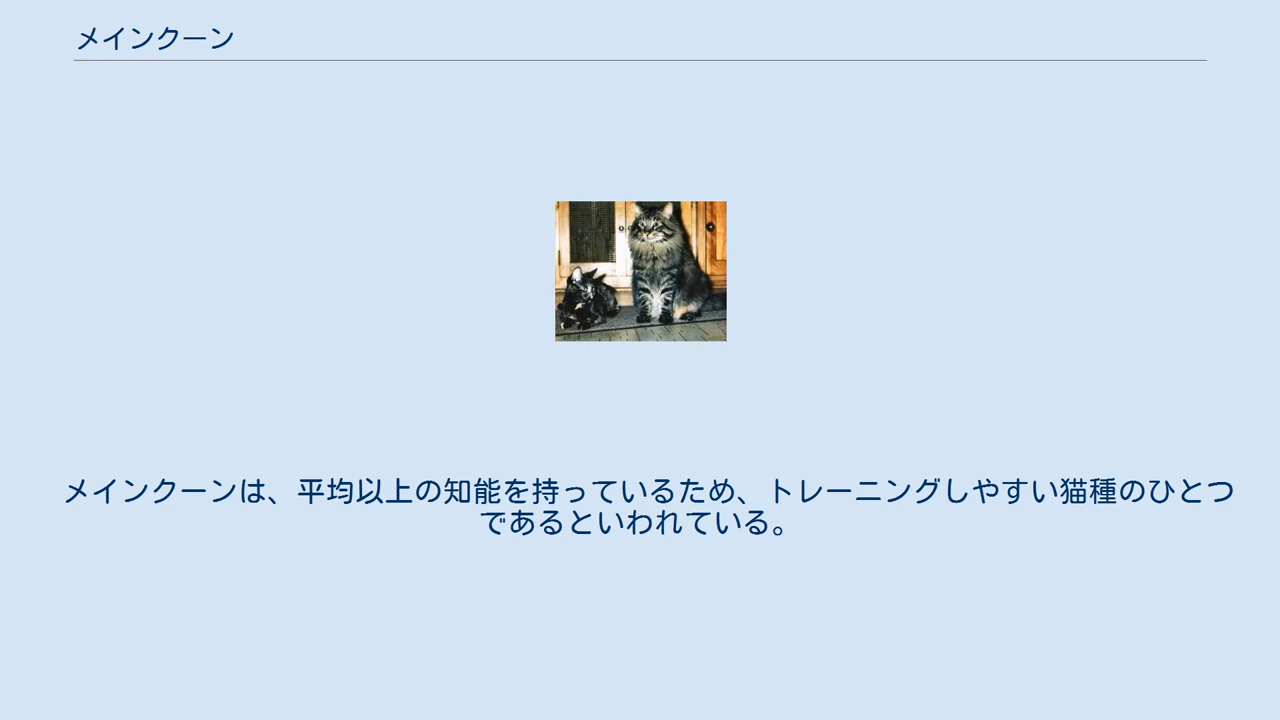 メインクーン
メインクーンは、平均以上の知能を持っているため、トレーニングしやすい猫種のひとつ
であるといわれている。